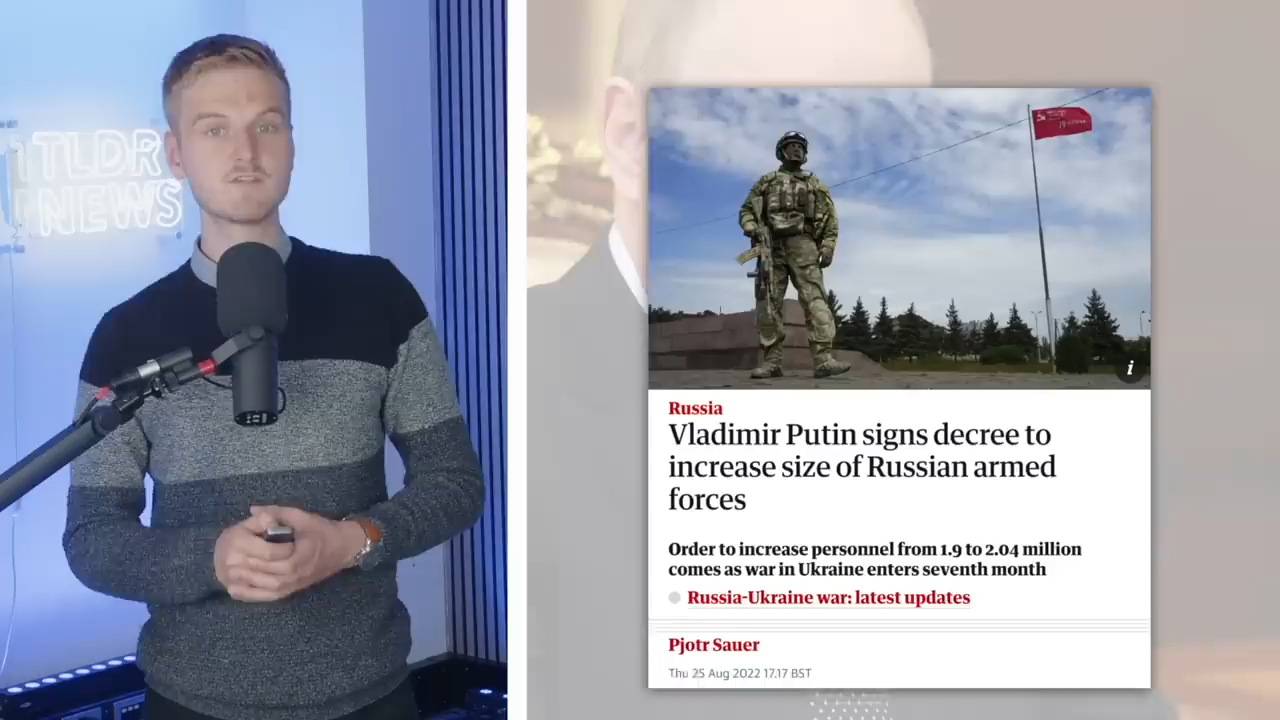 TLDR
NEWS
Russia
Vladimir Putin signs decree to
increase size of Russian armed
forces
Order to increase personnel from 1.9 to 2.04 million
comes as war in Ukraine enters seventh month
Russia-Ukraine war: latest updates
Pjotr Sauer
Thu 25 Aug 2022 17.17 BST